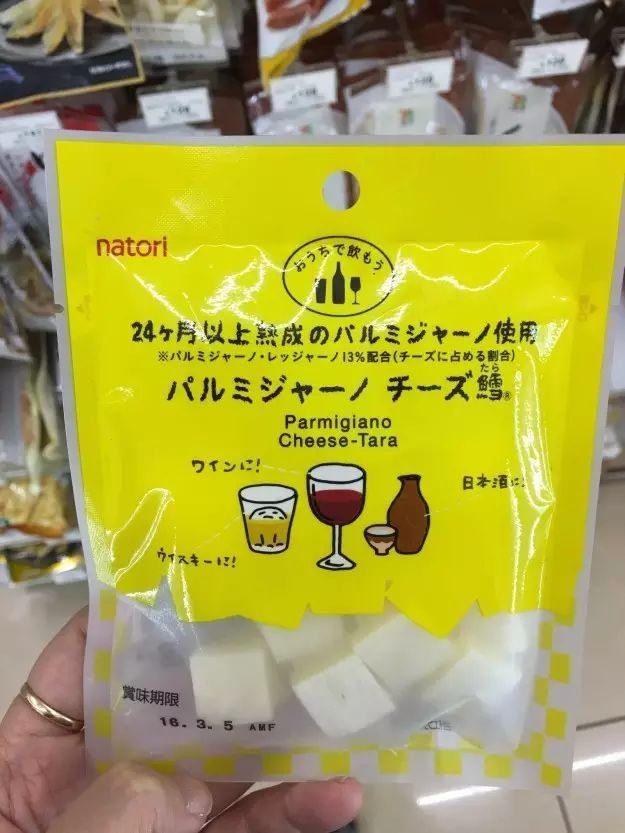 natori
おうちで飲もう
24ヶ月以上熟成のパルミジャーノ使用
※パルミジャーノ・レッジャーノ13%配合(チーズに占める割合)
たら
パルミジャーノ チーズ鱈®
Parmigiano
Cheese-Tara
ワインに!
日本酒に!
ウイスキーに!
賞味期限
16. 3. 5 AMF